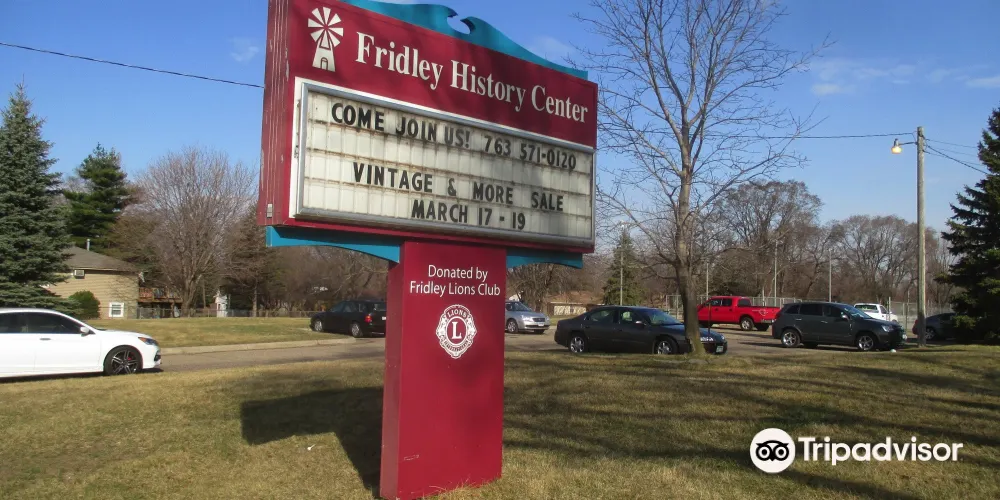 Fridley History Center
COME JOIN US! 763 571-0120
VINTAGE & MORE SALE
MARCH 17 - 19
Donated by
Fridley Lions Club
LIONS
L
INTERNATIONAL
Tripadvisor